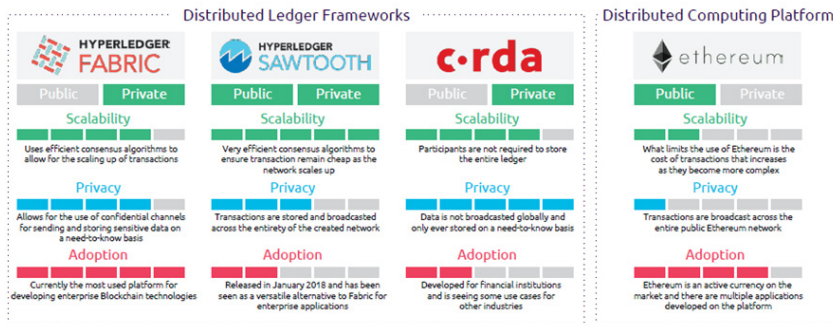 Distributed Ledger Frameworks
HYPERLEDGER
FABRIC
Public
Private
Scalability
Uses efficient consensus algorithms to
allow for the scaling up of transactions
Privacy
Allows for the use of confidential channels
for sending and storing sensitive data on
a need-to-know basis
Adoption
Currently the most used platform for
developing enterprise Blockchain technologies
HYPERLEDGER
SAWTOOTH
Public
Private
Scalability
Very efficient consensus algorithms to
ensure transaction remain cheap as the
network scales up
Privacy
Transactions are stored and broadcasted
across the entirety of the created network
Adoption
Released in January 2018 and has been
seen as a versatile alternative to Fabric for
enterprise applications
c·rda
Public
Private
Scalability
Participants are not required to store
the entire ledger
Privacy
Data is not broadcasted globally and
only ever stored on a need-to-know basis
Adoption
Developed for financial institutions
and is seeing some use cases for
other industries
Distributed Computing Platform
ethereum
Public
Private
Scalability
What limits the use of Ethereum is the
cost of transactions that increases
as they become more complex
Privacy
Transactions are broadcast across the
entire public Ethereum network
Adoption
Ethereum is an active currency on the
market and there are multiple applications
developed on the platform